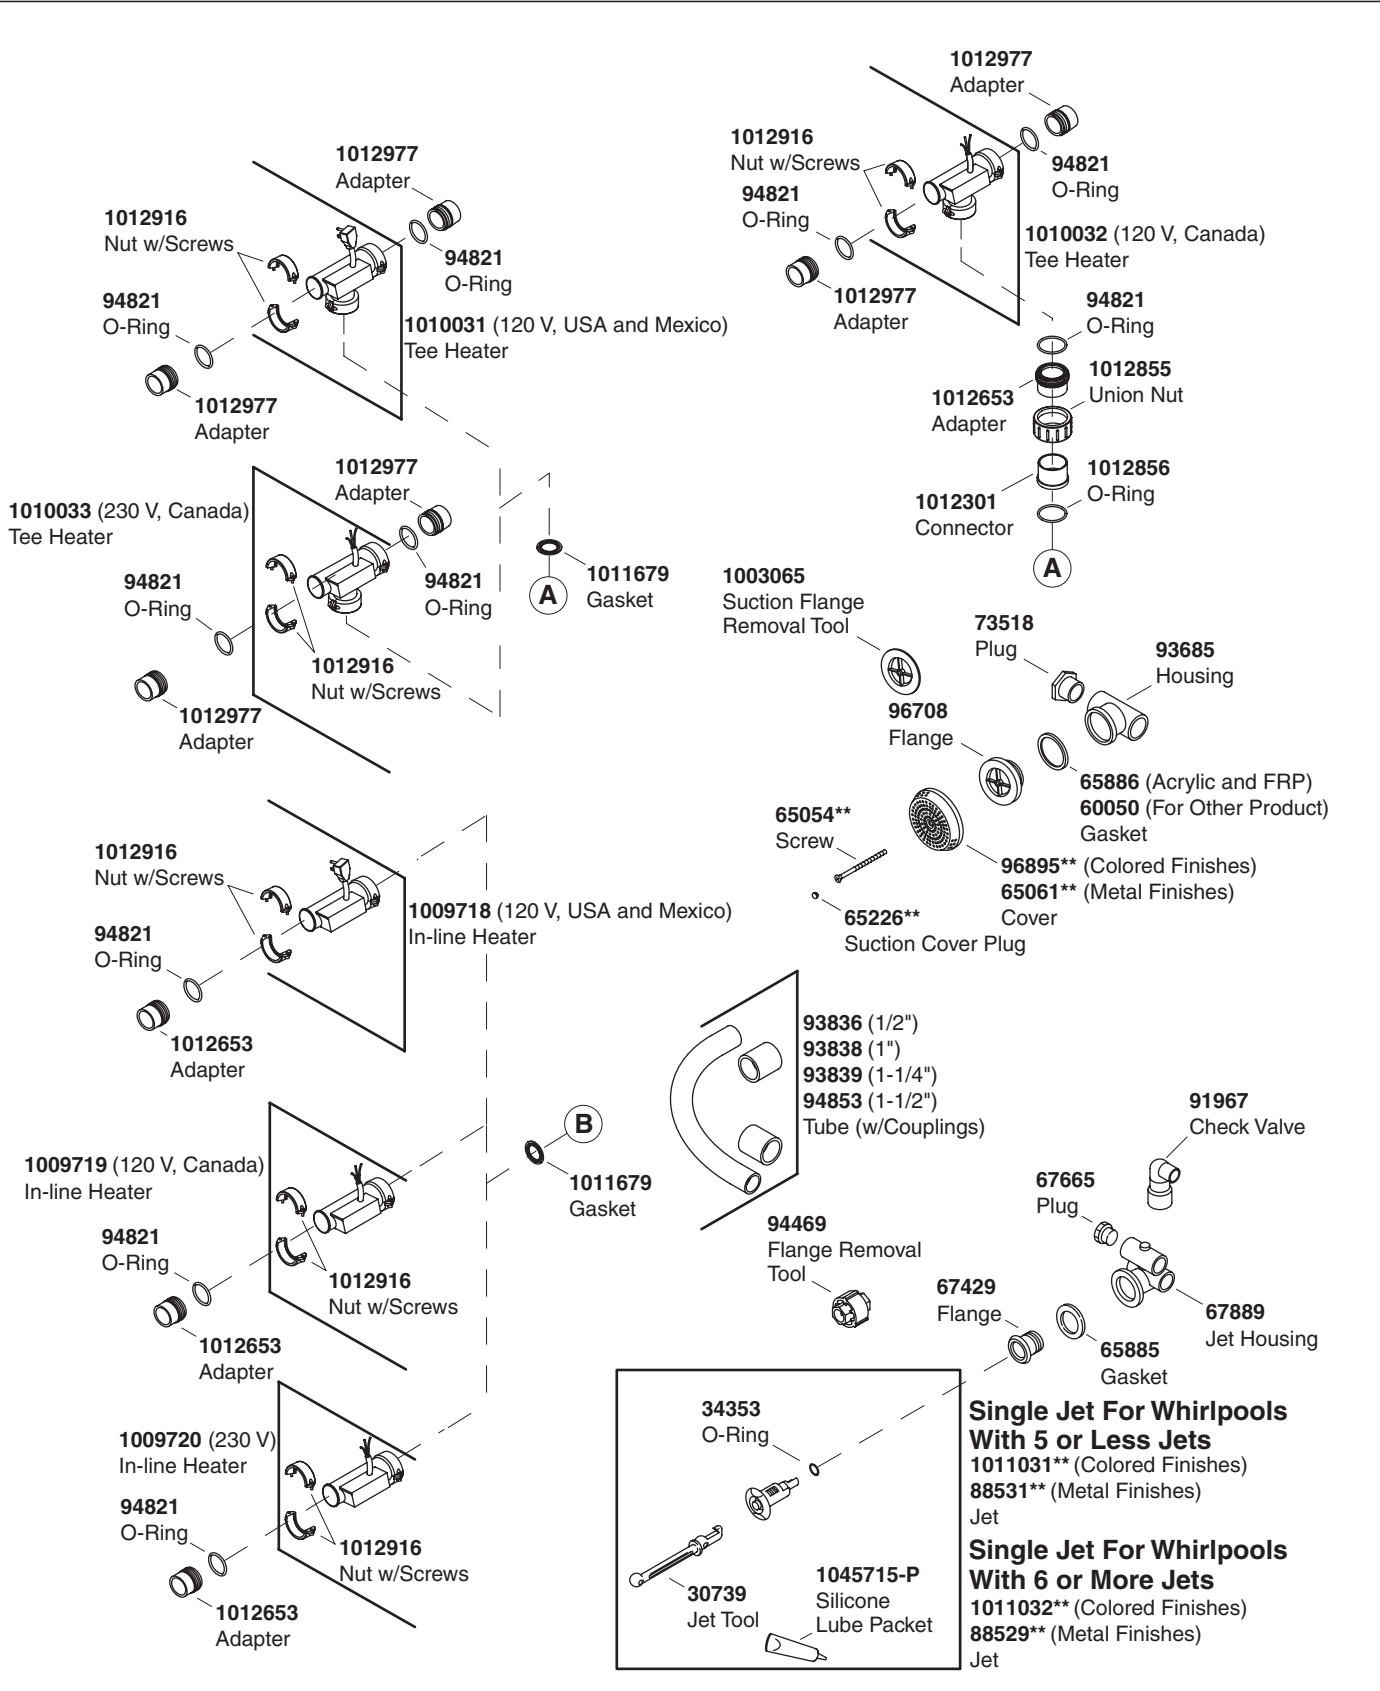 1012977
Adapter
1012916
Nut w/Screws
94821
O-Ring
94821
O-Ring
1010032 (120 V, Canada)
Tee Heater
1012977
Adapter
94821
O-Ring
1012855
Union Nut
1012653
Adapter
1012856
O-Ring
1012301
Connector
A
1012977
Adapter
1012916
Nut w/Screws
94821
O-Ring
94821
O-Ring
1010031 (120 V, USA and Mexico)
Tee Heater
1012977
Adapter
1012977
Adapter
1010033 (230 V, Canada)
Tee Heater
94821
O-Ring
94821
O-Ring
1012916
Nut w/Screws
1012977
Adapter
1011679
Gasket
A
1003065
Suction Flange
Removal Tool
73518
Plug
93685
Housing
96708
Flange
65886 (Acrylic and FRP)
60050 (For Other Product)
Gasket
65054**
Screw
96895** (Colored Finishes)
65061** (Metal Finishes)
Cover
65226**
Suction Cover Plug
1012916
Nut w/Screws
94821
O-Ring
1009718 (120 V, USA and Mexico)
In-line Heater
1012653
Adapter
93836 (1/2")
93838 (1")
93839 (1-1/4")
94853 (1-1/2")
Tube (w/Couplings)
B
1011679
Gasket
1009719 (120 V, Canada)
In-line Heater
94821
O-Ring
1012916
Nut w/Screws
1012653
Adapter
91967
Check Valve
67665
Plug
94469
Flange Removal
Tool
67429
Flange
67889
Jet Housing
65885
Gasket
1009720 (230 V)
In-line Heater
94821
O-Ring
1012916
Nut w/Screws
1012653
Adapter
34353
O-Ring
30739
Jet Tool
1045715-P
Silicone
Lube Packet
Single Jet For Whirlpools
With 5 or Less Jets
1011031** (Colored Finishes)
88531** (Metal Finishes)
Jet
Single Jet For Whirlpools
With 6 or More Jets
1011032** (Colored Finishes)
88529** (Metal Finishes)
Jet